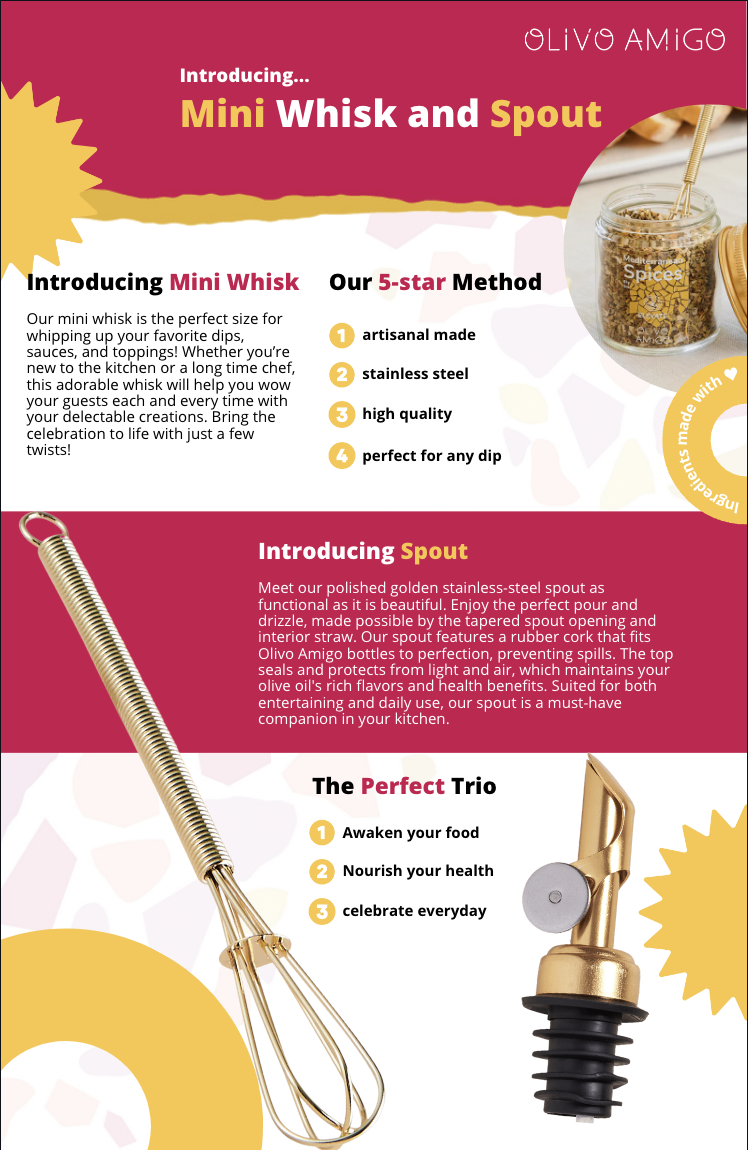 OLIVO AMIGO
Introducing...
Mini Whisk and Spout
Mediterranean
Spices
OLIVO
AMIGO
Introducing Mini Whisk
Our mini whisk is the perfect size for
whipping up your favorite dips,
sauces, and toppings! Whether you’re
new to the kitchen or a long time chef,
this adorable whisk will help you wow
your guests each and every time with
your delectable creations. Bring the
celebration to life with just a few
twists!
Our 5-star Method
1 artisanal made
2 stainless steel
3 high quality
4 perfect for any dip
Ingredients made with ♥
Introducing Spout
Meet our polished golden stainless-steel spout as
functional as it is beautiful. Enjoy the perfect pour and
drizzle, made possible by the tapered spout opening and
interior straw. Our spout features a rubber cork that fits
Olivo Amigo bottles to perfection, preventing spills. The top
seals and protects from light and air, which maintains your
olive oil's rich flavors and health benefits. Suited for both
entertaining and daily use, our spout is a must-have
companion in your kitchen.
The Perfect Trio
1 Awaken your food
2 Nourish your health
3 celebrate everyday